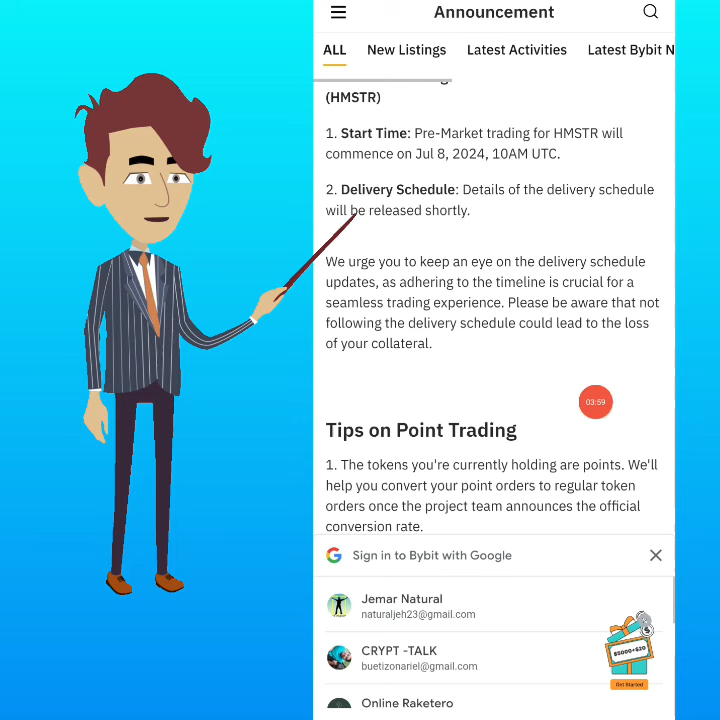 Announcement
ALL New Listings Latest Activities Latest Bybit N
(HMSTR)
1. Start Time: Pre-Market trading for HMSTR will
commence on Jul 8, 2024, 10AM UTC.
2. Delivery Schedule: Details of the delivery schedule
will be released shortly.
We urge you to keep an eye on the delivery schedule
updates, as adhering to the timeline is crucial for a
seamless trading experience. Please be aware that not
following the delivery schedule could lead to the loss
of your collateral.
03:59
Tips on Point Trading
1. The tokens you're currently holding are points. We'll
help you convert your point orders to regular token
orders once the project team announces the official
conversion rate.
Sign in to Bybit with Google
Jemar Natural
naturaljeh23@gmail.com
CRYPT -TALK
buetizonariel@gmail.com
$5000+$20
Get Started
Online Raketero